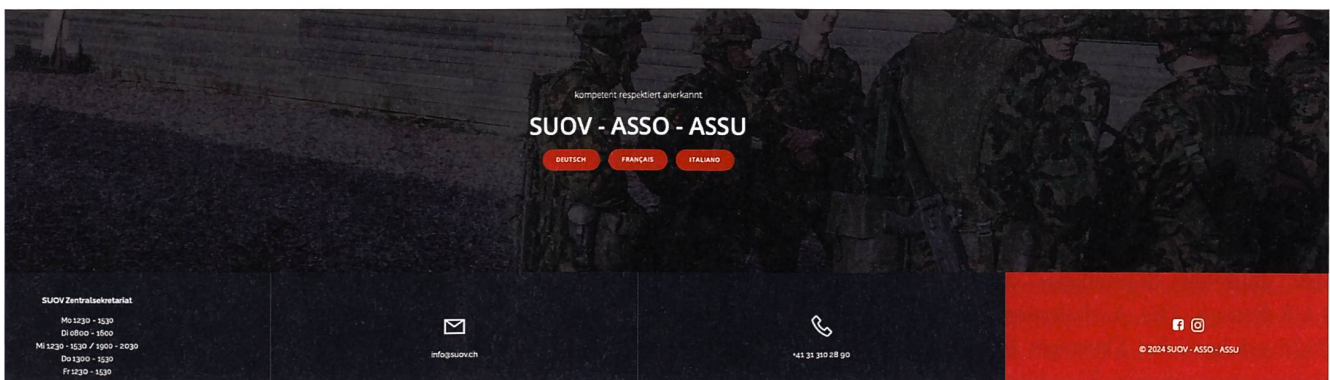 kompetent respektiert anerkannt
SUOV - ASSO - ASSU
DEUTSCH
FRANÇAIS
ITALIANO
SUOV Zentralsekretariat
Mo 1230 - 1530
Di 0800 - 1600
Mi 1230 - 1530 / 1900 - 2030
Do 1300 - 1530
Fr 1230 - 1530
info@suov.ch
+41 31 310 28 90
© 2024 SUOV - ASSO - ASSU